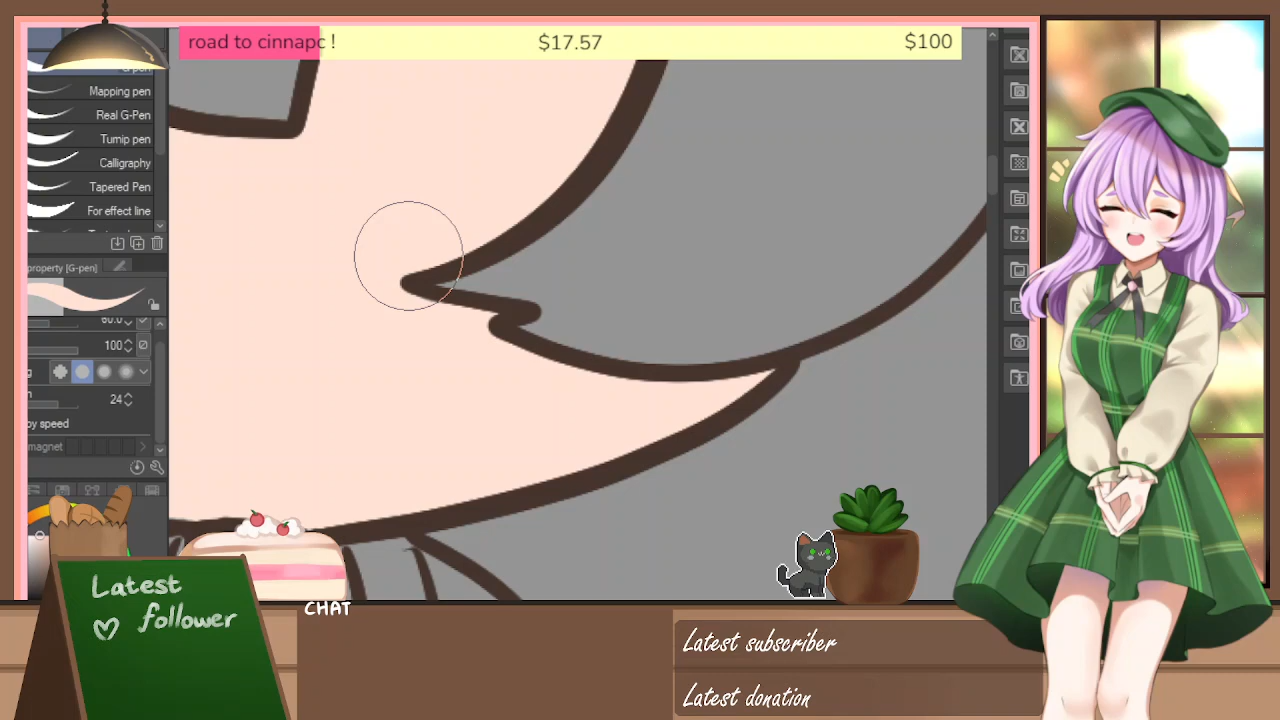 road to cinnapc !
$17.57
$100
Mapping pen
Real G-Pen
Turnip pen
Calligraphy
Tapered Pen
For effect line
property [G-pen]
60.0
100
24
by speed
magnet
Latest
follower
CHAT
Latest subscriber
Latest donation